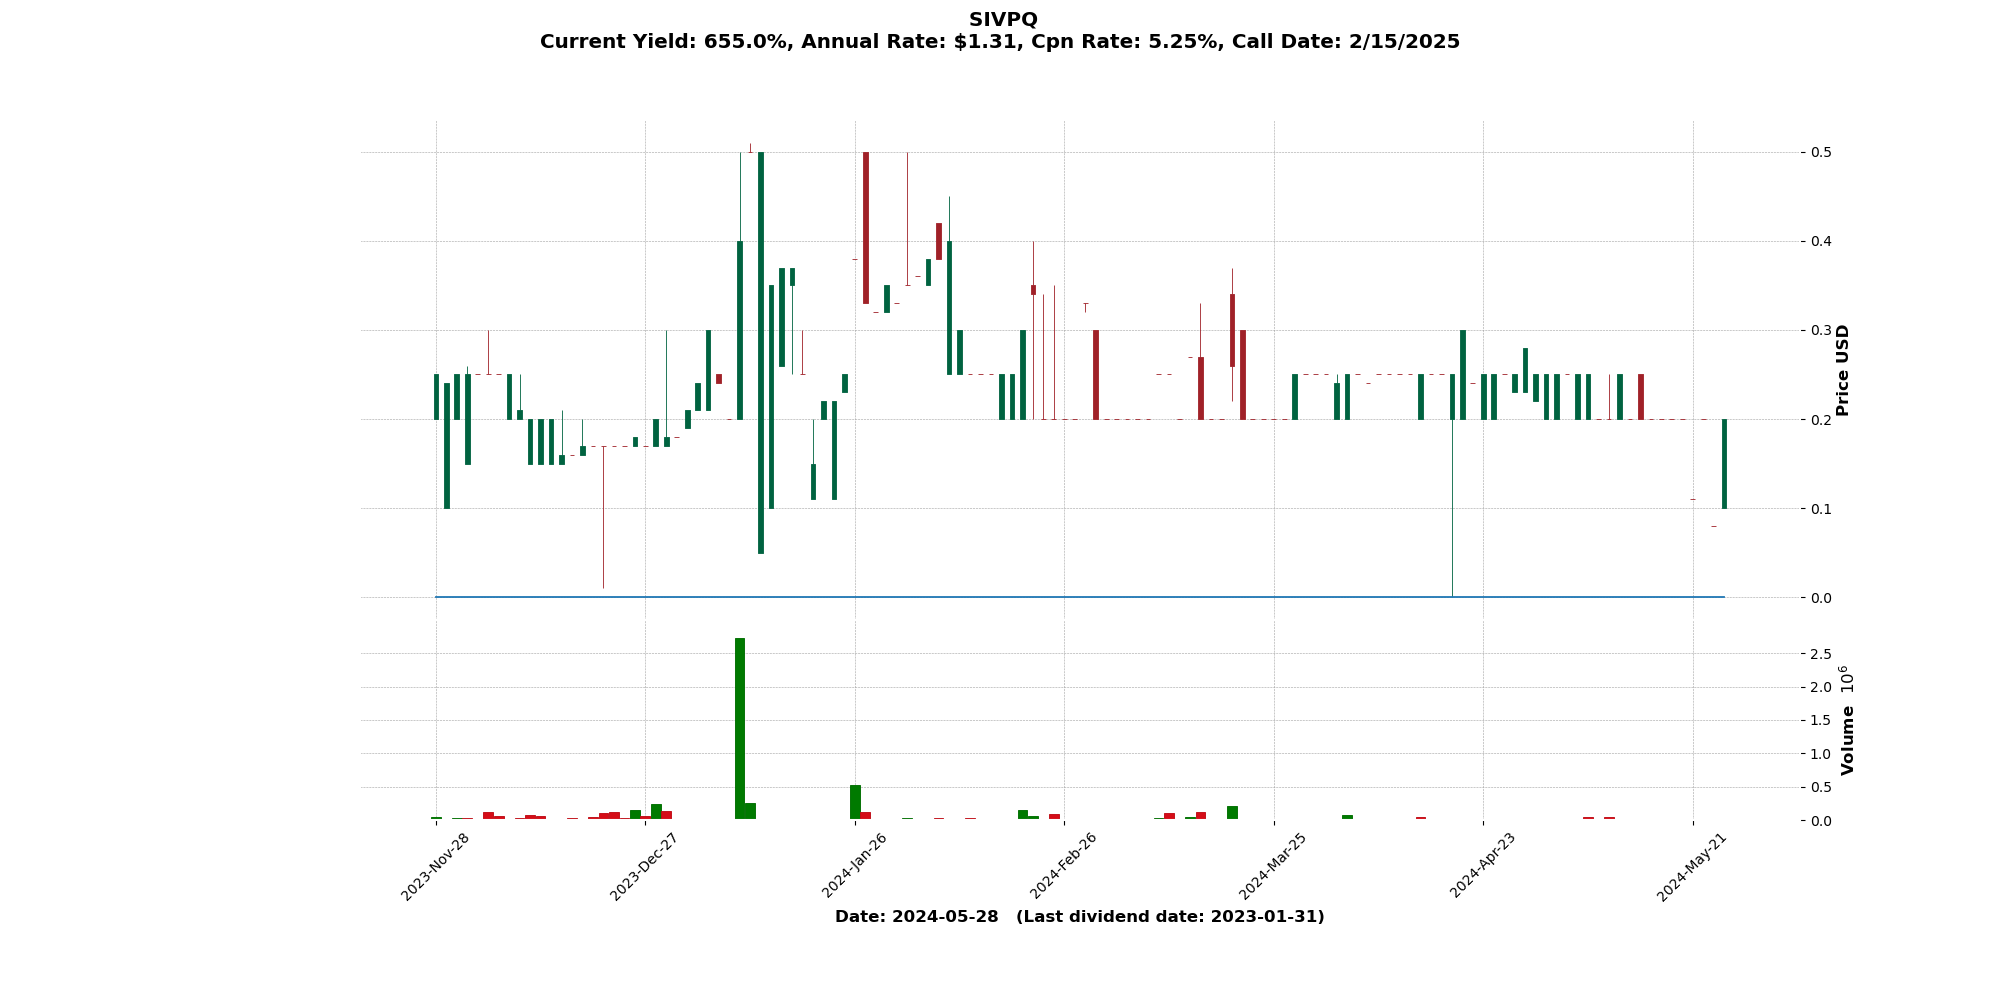 SIVPQ
Current Yield: 655.0%, Annual Rate: $1.31, Cpn Rate: 5.25%, Call Date: 2/15/2025
0.5
0.4
0.3
0.2
0.1
0.0
Price USD
2.5
2.0
1.5
1.0
0.5
0.0
Volume 10^6
2023-Nov-28
2023-Dec-27
2024-Jan-26
2024-Feb-26
2024-Mar-25
2024-Apr-23
2024-May-21
Date: 2024-05-28 (Last dividend date: 2023-01-31)